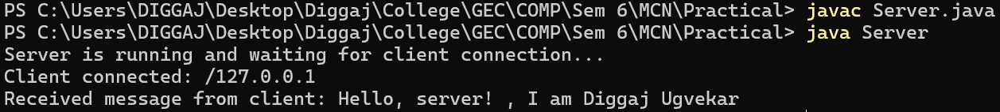 PS C:\Users\DIGGAJ\Desktop\Diggaj\College\GEC\COMP\Sem 6\MCN\Practical> javac Server.java
PS C:\Users\DIGGAJ\Desktop\Diggaj\College\GEC\COMP\Sem 6\MCN\Practical> java Server
Server is running and waiting for client connection...
Client connected: /127.0.0.1
Received message from client: Hello, server! , I am Diggaj Ugvekar